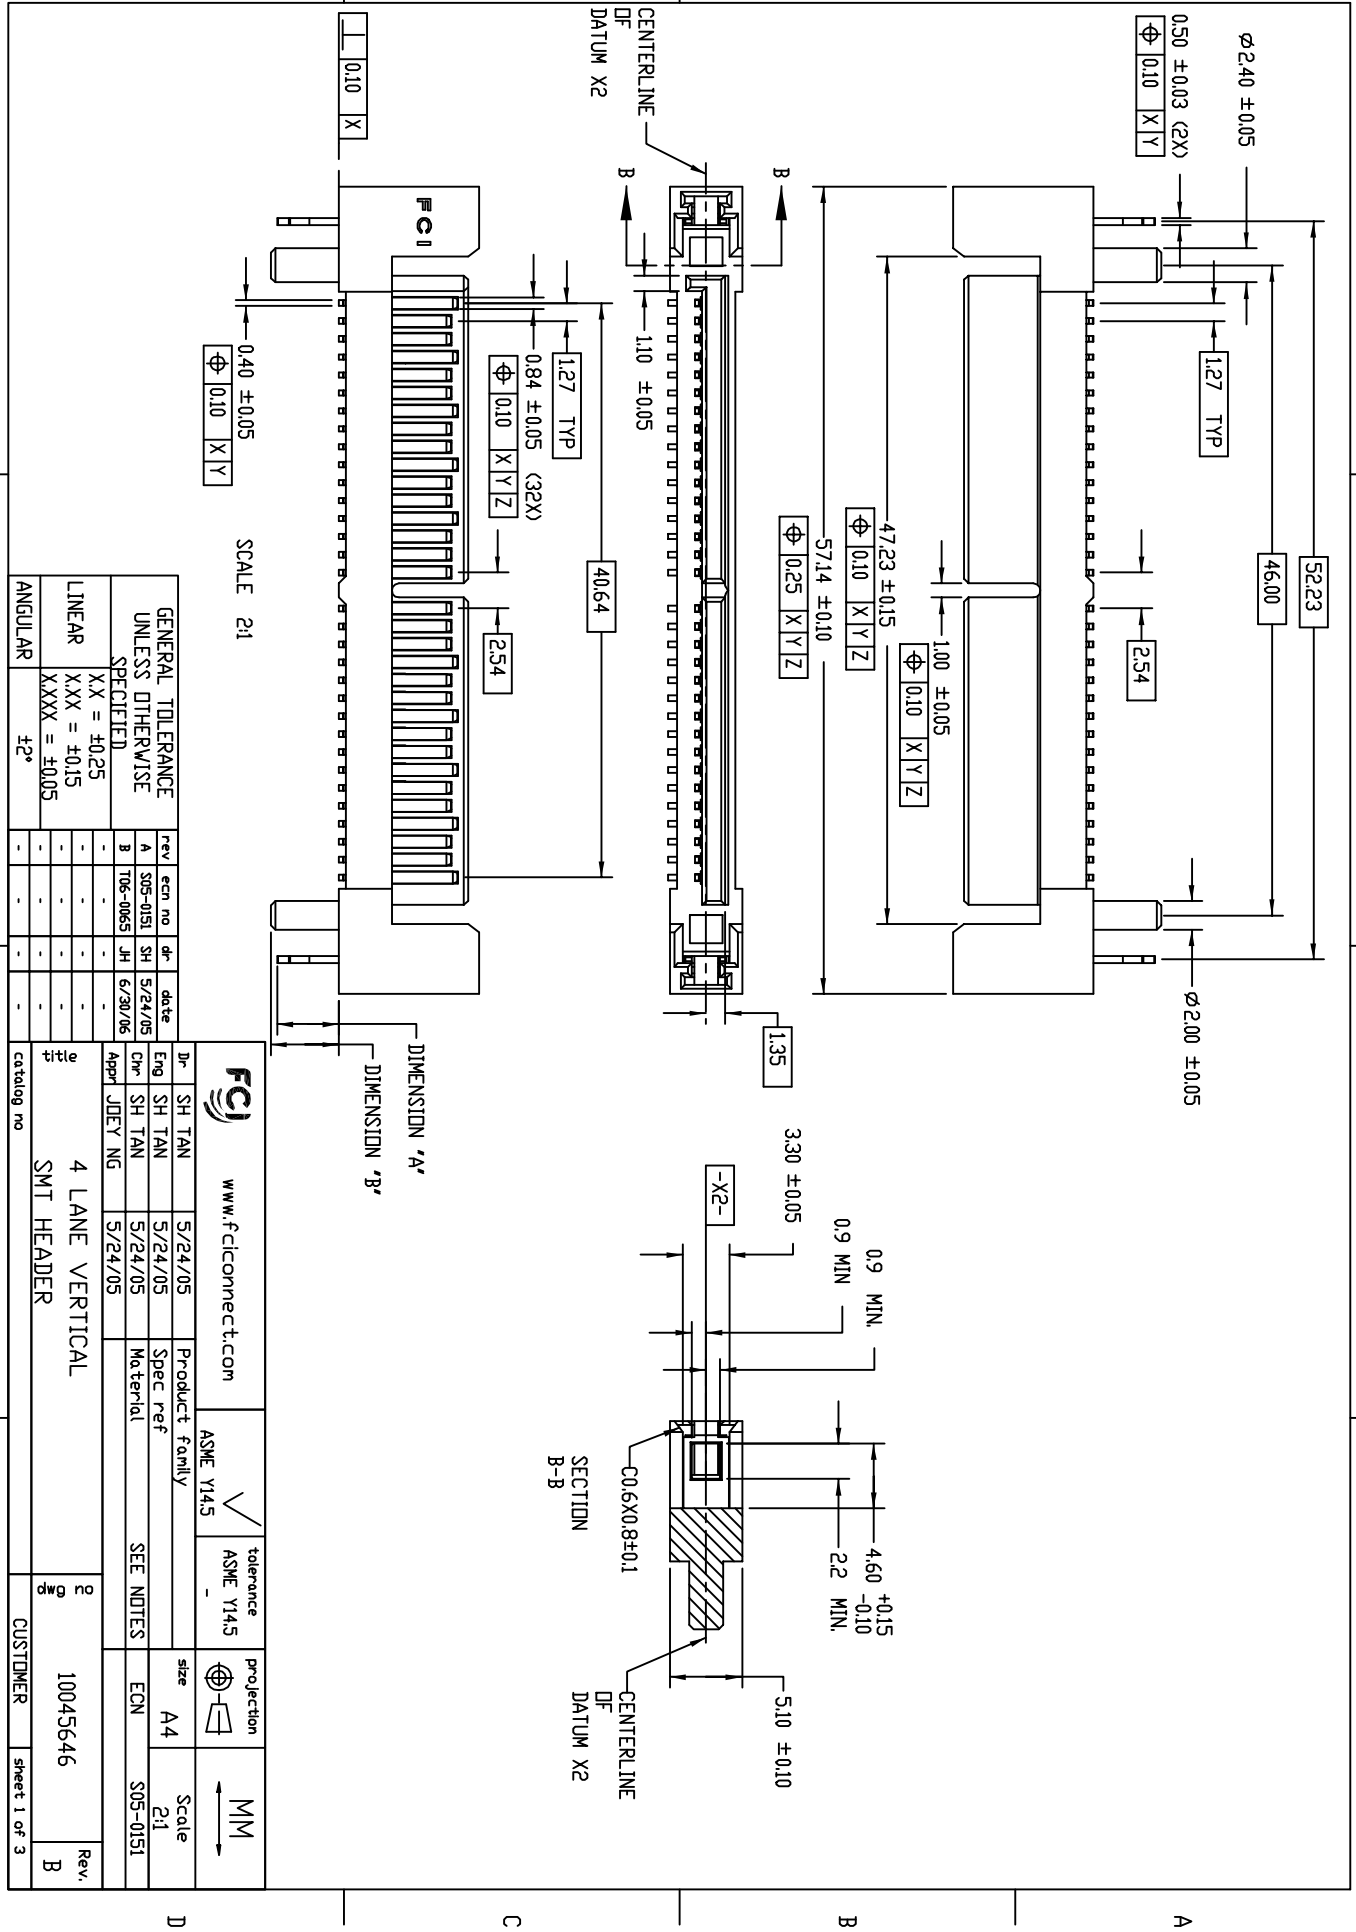 Ø2.40 ±0.05
0.50 ±0.03 (2X)
⌖ 0.10 X Y
52.23
46.00
1.27 TYP
2.54
Ø2.00 ±0.05
1.00 ±0.05
⌖ 0.10 X Y Z
47.23 ±0.15
⌖ 0.10 X Y Z
57.14 ±0.10
⌖ 0.25 X Y Z
CENTERLINE
OF
DATUM X2
B
B
1.10 ±0.05
1.35
40.64
1.27 TYP
0.84 ±0.05 (32X)
⌖ 0.10 X Y Z
2.54
⊥ 0.10 X
FCI
0.40 ±0.05
⌖ 0.10 X Y
DIMENSION 'A'
DIMENSION 'B'
SCALE 2:1
0.9 MIN.
0.9 MIN
3.30 ±0.05
-X2-
4.60 +0.15
-0.10
2.2 MIN.
5.10 ±0.10
C0.6X0.8±0.1
SECTION
B-B
CENTERLINE
OF
DATUM X2
A
B
C
D
GENERAL TOLERANCE
UNLESS OTHERWISE
SPECIFIED
LINEAR
X.X = ±0.25
X.XX = ±0.15
X.XXX = ±0.05
ANGULAR ±2°
rev ecn no dr date
A S05-0151 SH 5/24/05
B T06-0065 JH 6/30/06
- - - -
- - - -
- - - -
- - - -
- - - -
FCI www.fciconnect.com
ASME Y14.5
tolerance
ASME Y14.5
-
projection
MM
Dr SH TAN 5/24/05 Product family
Eng SH TAN 5/24/05 Spec ref
Chr SH TAN 5/24/05 Material SEE NOTES
Appr JOEY NG 5/24/05
size A4
Scale 2:1
ECN S05-0151
title 4 LANE VERTICAL
SMT HEADER
dwg no 10045646
Rev. B
catalog no
CUSTOMER
sheet 1 of 3